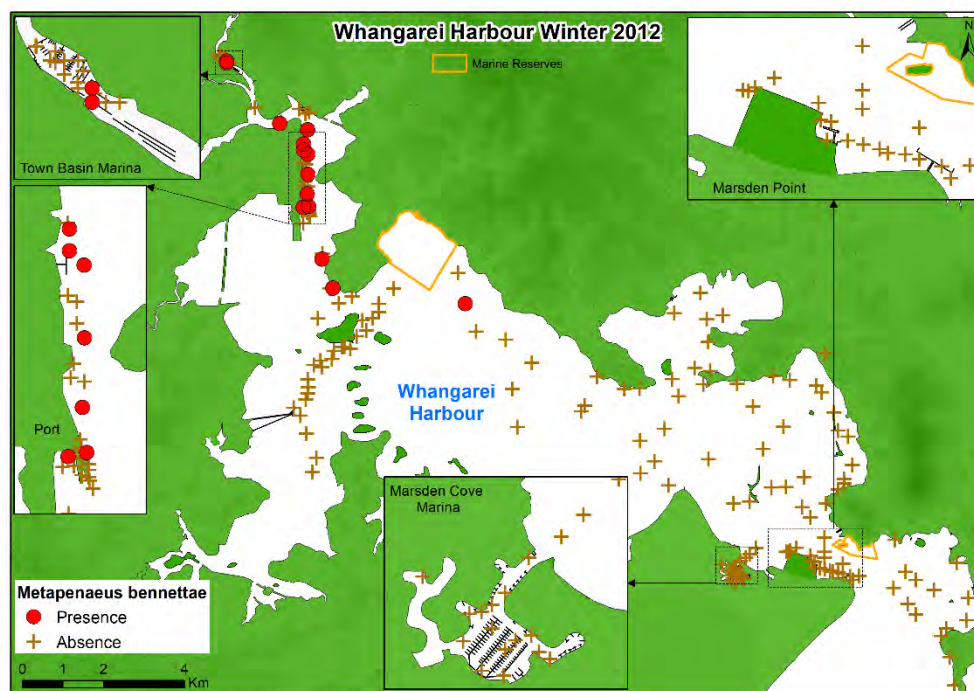 Whangarei Harbour Winter 2012
Marine Reserves
N
Town Basin Marina
Marsden Point
Port
Whangarei
Harbour
Marsden Cove
Marina
Metapenaeus bennettae
Presence
Absence
0 1 2 4
Km